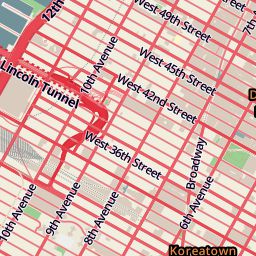 12th
West 49th Street
7th
10th Avenue
West 45th Street
Lincoln Tunnel
West 42nd Street
D
West 36th Street
Broadway
10th Avenue
9th Avenue
8th Avenue
6th Avenue
Koreatown